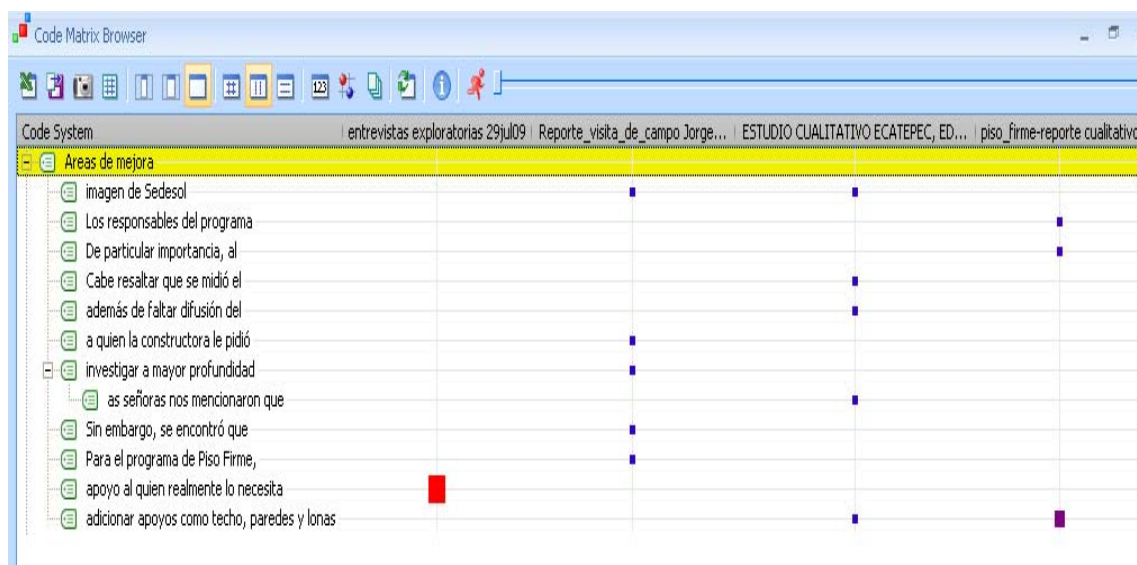 Code Matrix Browser
123
Code System entrevistas exploratorias 29jul09 Reporte_visita_de_campo Jorge... ESTUDIO CUALITATIVO ECATEPEC, ED... piso_firme-reporte cualitativo
Areas de mejora
imagen de Sedesol
Los responsables del programa
De particular importancia, al
Cabe resaltar que se midió el
además de faltar difusión del
a quien la constructora le pidió
investigar a mayor profundidad
as señoras nos mencionaron que
Sin embargo, se encontró que
Para el programa de Piso Firme,
apoyo al quien realmente lo necesita
adicionar apoyos como techo, paredes y lonas